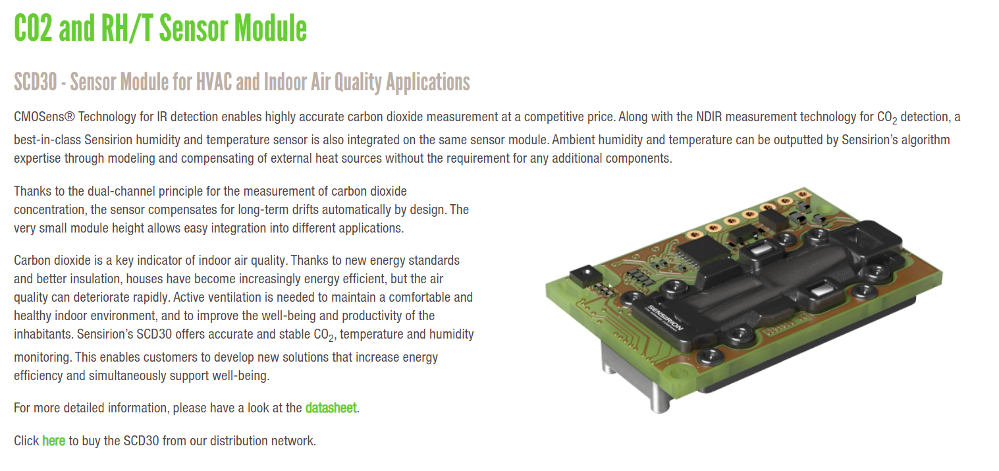 CO2 and RH/T Sensor Module
SCD30 - Sensor Module for HVAC and Indoor Air Quality Applications
CMOSens® Technology for IR detection enables highly accurate carbon dioxide measurement at a competitive price. Along with the NDIR measurement technology for CO₂ detection, a
best-in-class Sensirion humidity and temperature sensor is also integrated on the same sensor module. Ambient humidity and temperature can be outputted by Sensirion’s algorithm
expertise through modeling and compensating of external heat sources without the requirement for any additional components.
Thanks to the dual-channel principle for the measurement of carbon dioxide
concentration, the sensor compensates for long-term drifts automatically by design. The
very small module height allows easy integration into different applications.
Carbon dioxide is a key indicator of indoor air quality. Thanks to new energy standards
and better insulation, houses have become increasingly energy efficient, but the air
quality can deteriorate rapidly. Active ventilation is needed to maintain a comfortable and
healthy indoor environment, and to improve the well-being and productivity of the
inhabitants. Sensirion’s SCD30 offers accurate and stable CO₂, temperature and humidity
monitoring. This enables customers to develop new solutions that increase energy
efficiency and simultaneously support well-being.
For more detailed information, please have a look at the datasheet.
Click here to buy the SCD30 from our distribution network.
SENSIRION